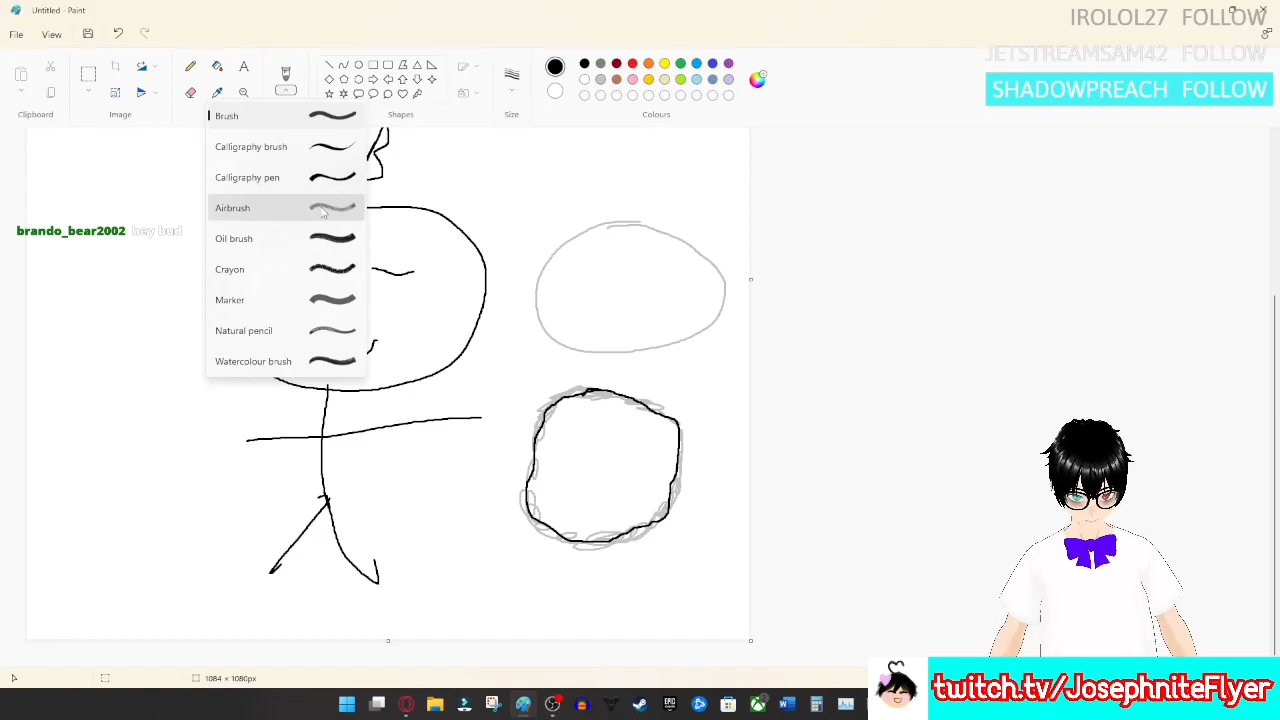 Untitled - Paint
IROLOL27 FOLLOW
File View
JETSTREAMSAM42 FOLLOW
SHADOWPREACH FOLLOW
Clipboard Image Shapes Size Colours
Brush
Calligraphy brush
Calligraphy pen
Airbrush
brando_bear2002 hey bud
Oil brush
Crayon
Marker
Natural pencil
Watercolour brush
1084 × 1080px
twitch.tv/JosephniteFlyer